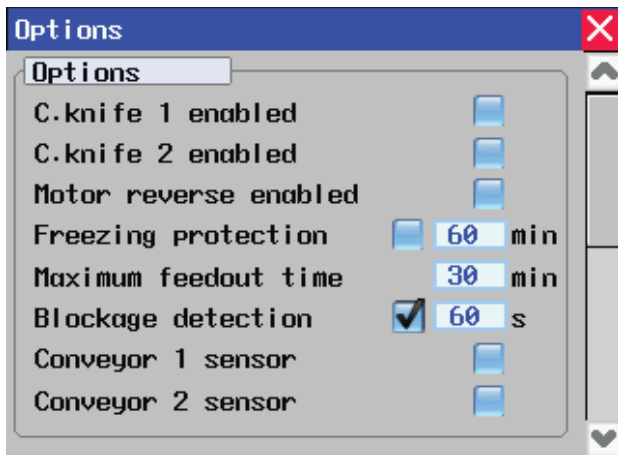 Options
Options
C.knife 1 enabled
C.knife 2 enabled
Motor reverse enabled
Freezing protection 60 min
Maximum feedout time 30 min
Blockage detection 60 s
Conveyor 1 sensor
Conveyor 2 sensor